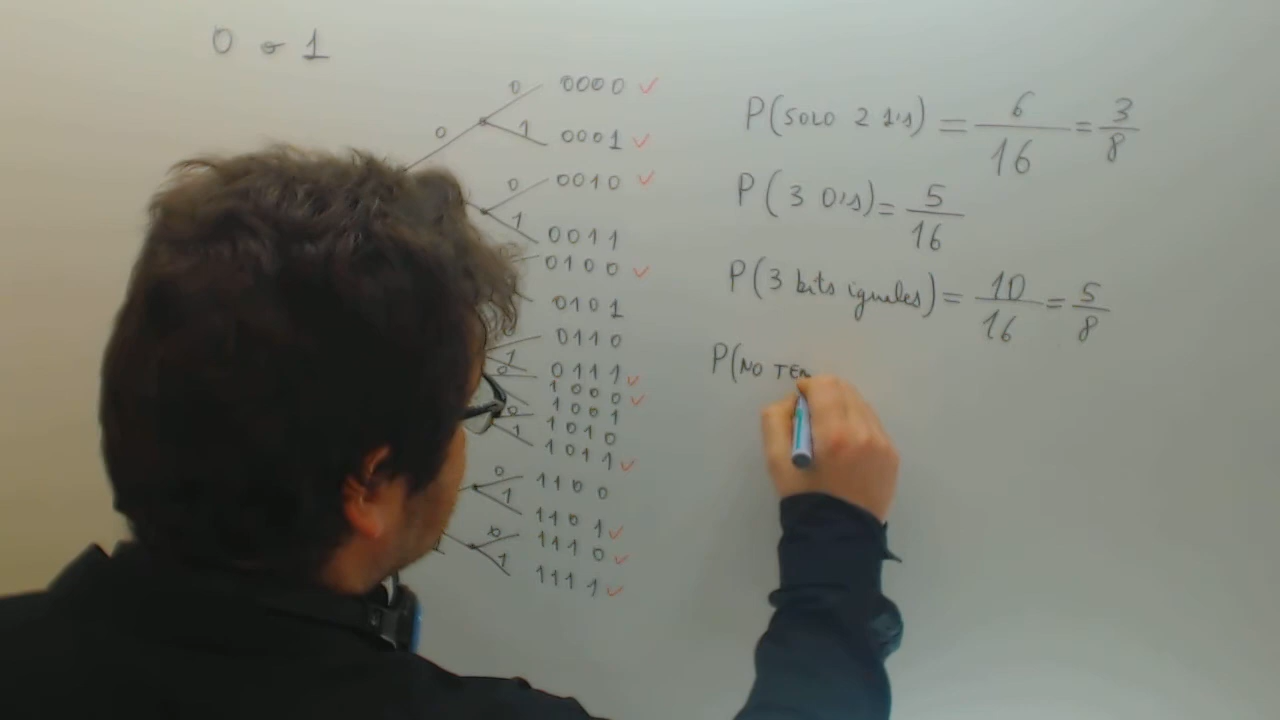 0 o 1
0 0 0000 ✓
1 0001 ✓
0 0010 ✓
1 0011
0100 ✓
0101
0110
1 0111 ✓
0 1000 ✓
0 1001
1 1010
1011 ✓
0 1100
1 1101 ✓
0 1110 ✓
1 1111 ✓
P(SOLO 2 1's) = 6/16 = 3/8
P(3 0's) = 5/16
P(3 bits iguales) = 10/16 = 5/8
P(NO TEN